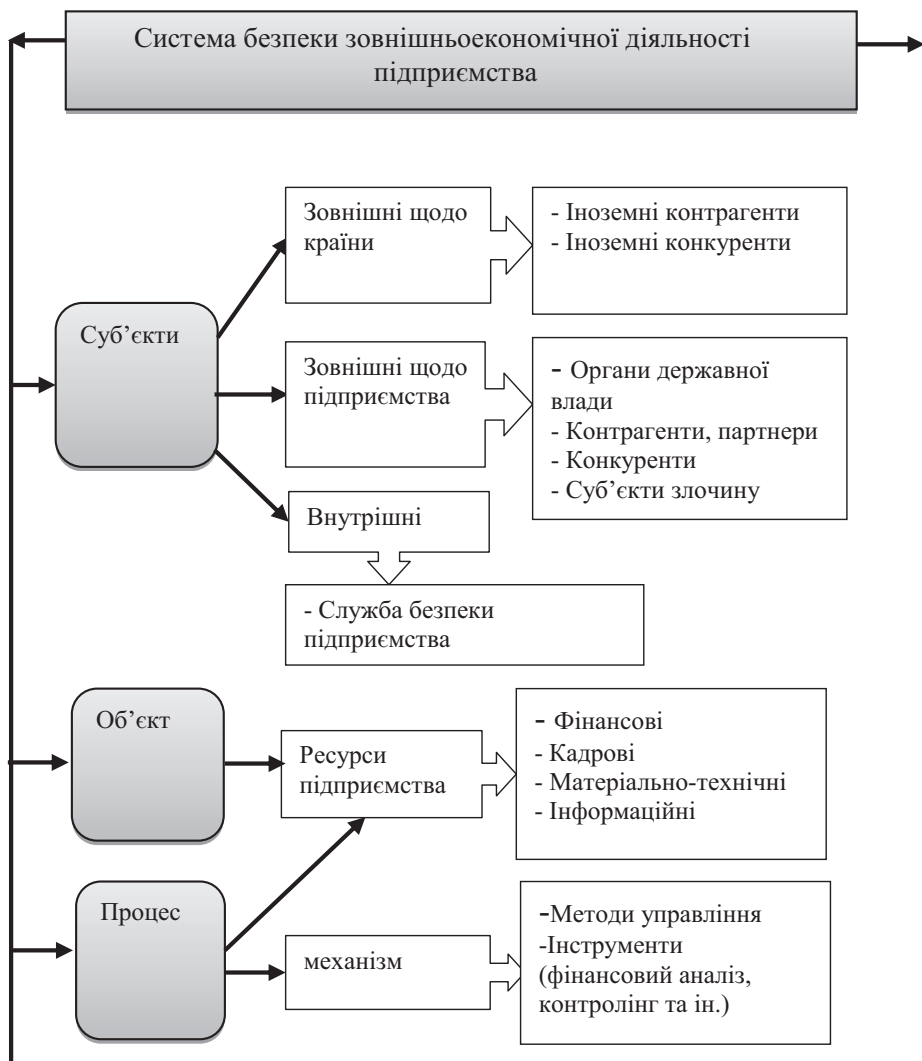 Система безпеки зовнішньоекономічної діяльності
підприємства
Суб’єкти
Зовнішні щодо
країни
- Іноземні контрагенти
- Іноземні конкуренти
Зовнішні щодо
підприємства
- Органи державної
влади
- Контрагенти, партнери
- Конкуренти
- Суб’єкти злочину
Внутрішні
- Служба безпеки
підприємства
Об’єкт
Ресурси
підприємства
- Фінансові
- Кадрові
- Матеріально-технічні
- Інформаційні
Процес
механізм
-Методи управління
-Інструменти
(фінансовий аналіз,
контролінг та ін.)